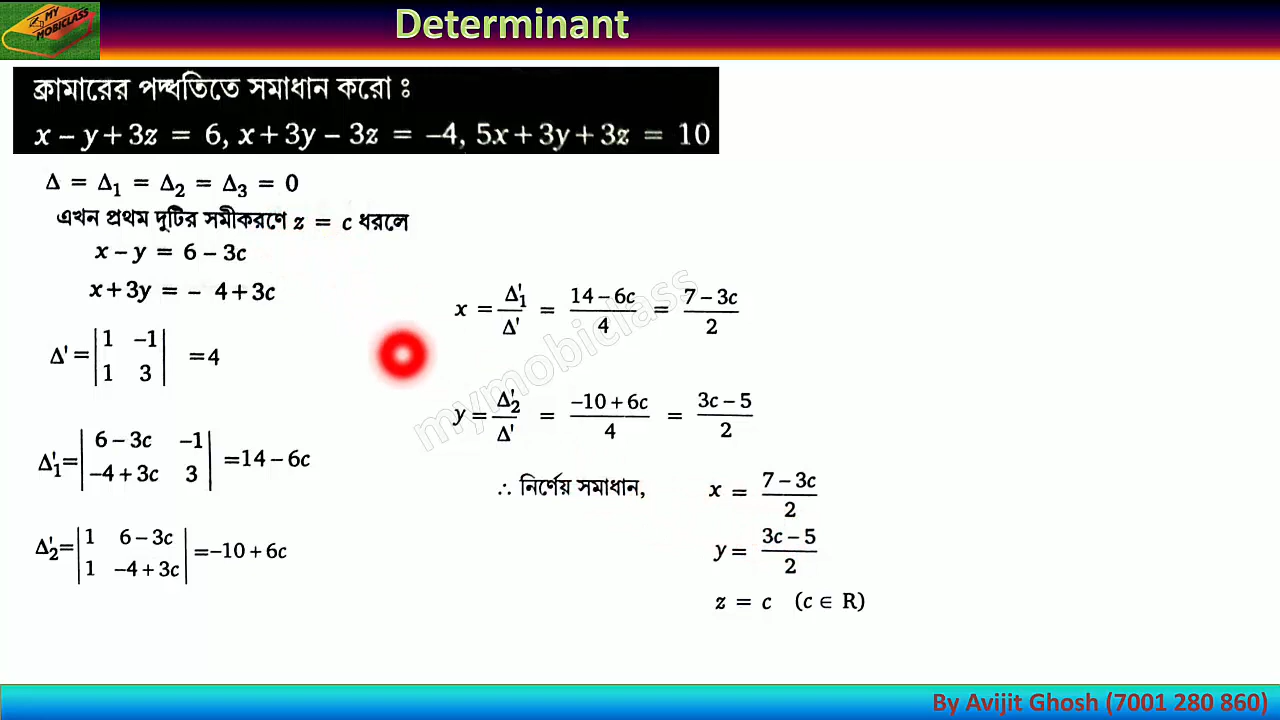 MY
MOBICLASS
Determinant
ক্রামারের পদ্ধতিতে সমাধান করো ঃ
x – y + 3z = 6, x + 3y – 3z = –4, 5x + 3y + 3z = 10
Δ = Δ₁ = Δ₂ = Δ₃ = 0
এখন প্রথম দুটির সমীকরণে z = c ধরলে
x – y = 6 – 3c
x + 3y = – 4 + 3c
Δ' = |1 –1|
|1 3| = 4
Δ'₁ = |6 – 3c –1|
|–4 + 3c 3| = 14 – 6c
Δ'₂ = |1 6 – 3c|
|1 –4 + 3c| = –10 + 6c
x = Δ'₁/Δ' = (14 – 6c)/4 = (7 – 3c)/2
y = Δ'₂/Δ' = (–10 + 6c)/4 = (3c – 5)/2
∴ নির্ণেয় সমাধান, x = (7 – 3c)/2
y = (3c – 5)/2
z = c (c ∈ R)
mymobiclass
By Avijit Ghosh (7001 280 860)